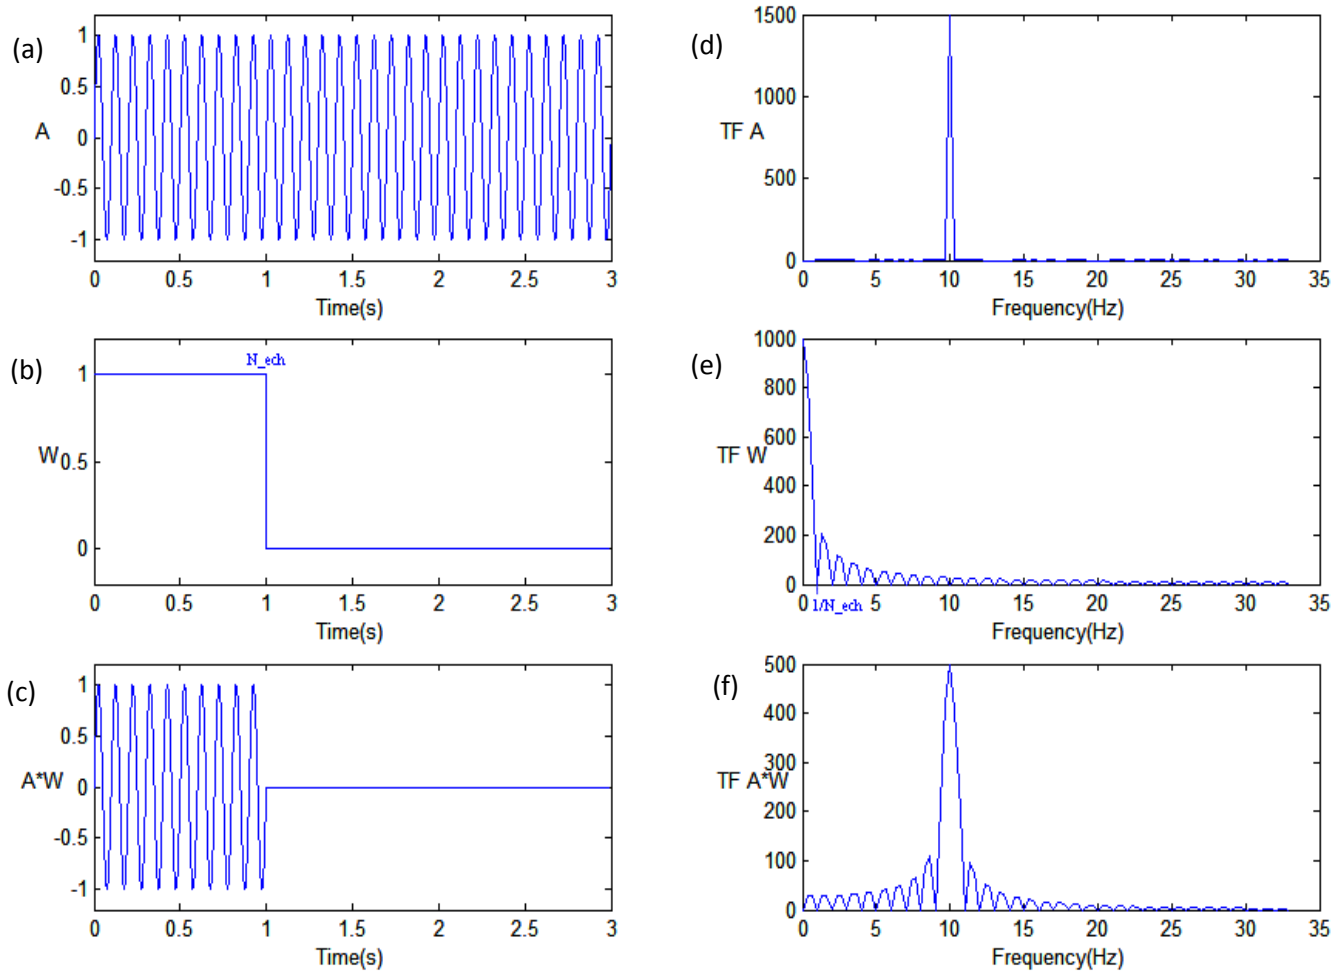 (a)
1
0.5
A
0
-0.5
-1
0 0.5 1 1.5 2 2.5 3
Time(s)
(d)
1500
1000
TF A
500
0
0 5 10 15 20 25 30 35
Frequency(Hz)
(b)
N_ech
1
W
0.5
0
0 0.5 1 1.5 2 2.5 3
Time(s)
(e)
1000
800
600
TF W
400
200
0
1/N_ech
0 5 10 15 20 25 30 35
Frequency(Hz)
(c)
1
0.5
A*W
0
-0.5
-1
0 0.5 1 1.5 2 2.5 3
Time(s)
(f)
500
400
300
TF A*W
200
100
0
0 5 10 15 20 25 30 35
Frequency(Hz)